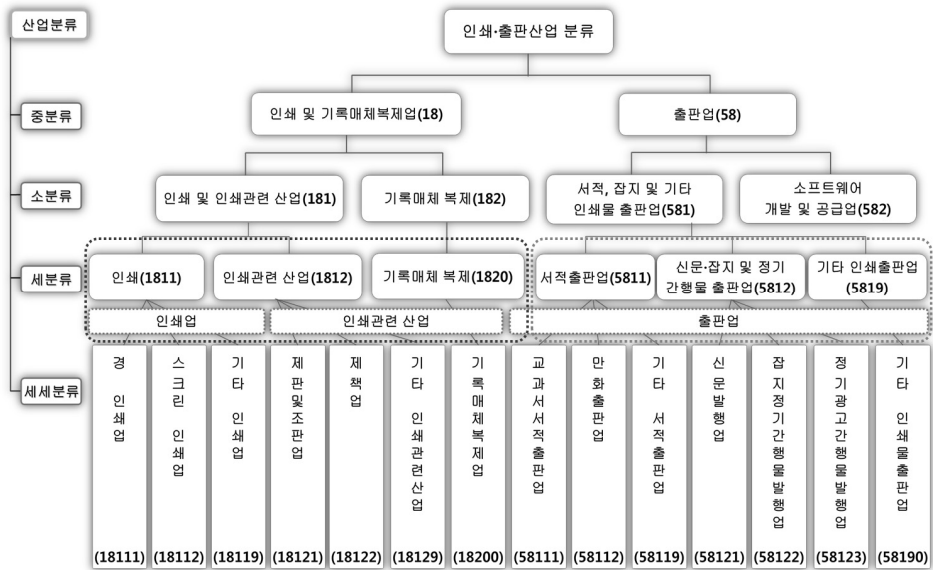 산업분류
인쇄·출판산업 분류
중분류
인쇄 및 기록매체복제업(18)
출판업(58)
소분류
인쇄 및 인쇄관련 산업(181)
기록매체 복제(182)
서적, 잡지 및 기타
인쇄물 출판업(581)
소프트웨어
개발 및 공급업(582)
세분류
인쇄(1811)
인쇄관련 산업(1812)
기록매체 복제(1820)
서적출판업(5811)
신문·잡지 및 정기
간행물 출판업(5812)
기타 인쇄출판업
(5819)
인쇄업
인쇄관련 산업
출판업
세세분류
경 인쇄업
(18111)
스크린 인쇄업
(18112)
기타 인쇄업
(18119)
제판및조판업
(18121)
제책업
(18122)
기타 인쇄관련산업
(18129)
기록매체복제업
(18200)
교과서서적출판업
(58111)
만화출판업
(58112)
기타 서적출판업
(58119)
신문발행업
(58121)
잡지정기간행물발행업
(58122)
정기광고간행물발행업
(58123)
기타 인쇄물출판업
(58190)